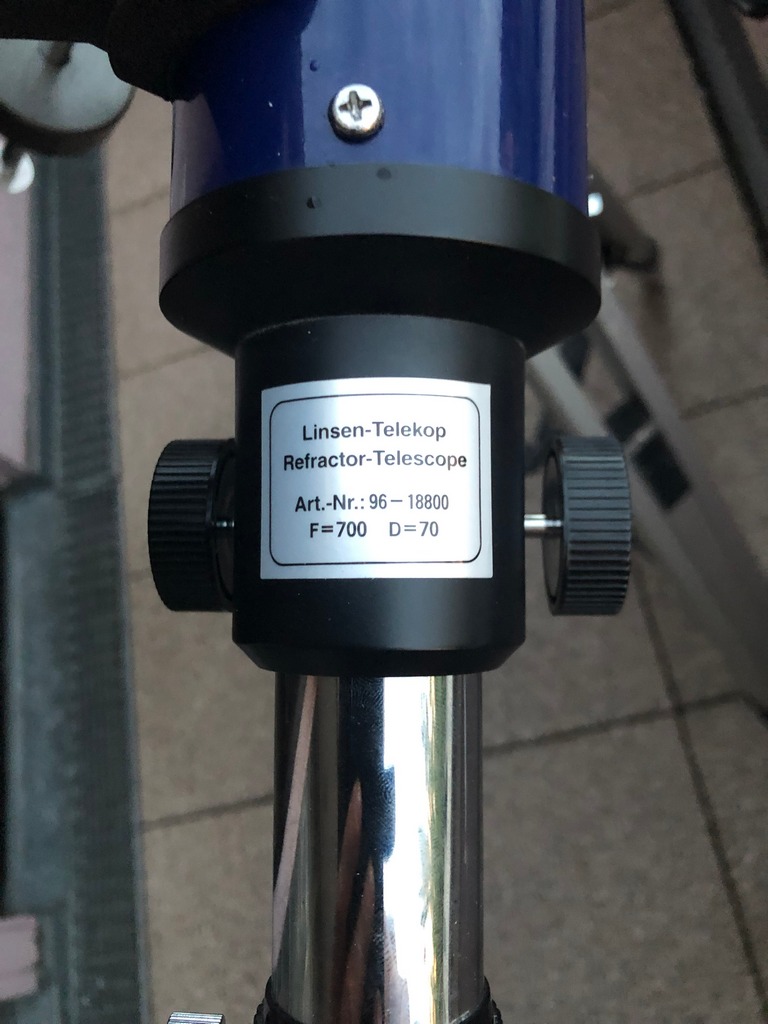 Linsen-Telekop
Refractor-Telescope
Art.-Nr.: 96-18800
F=700 D=70